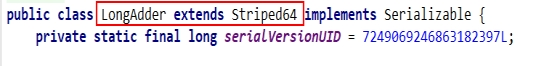 public class LongAdder extends Striped64 implements Serializable {
private static final long serialVersionUID = 7249069246863182397L;